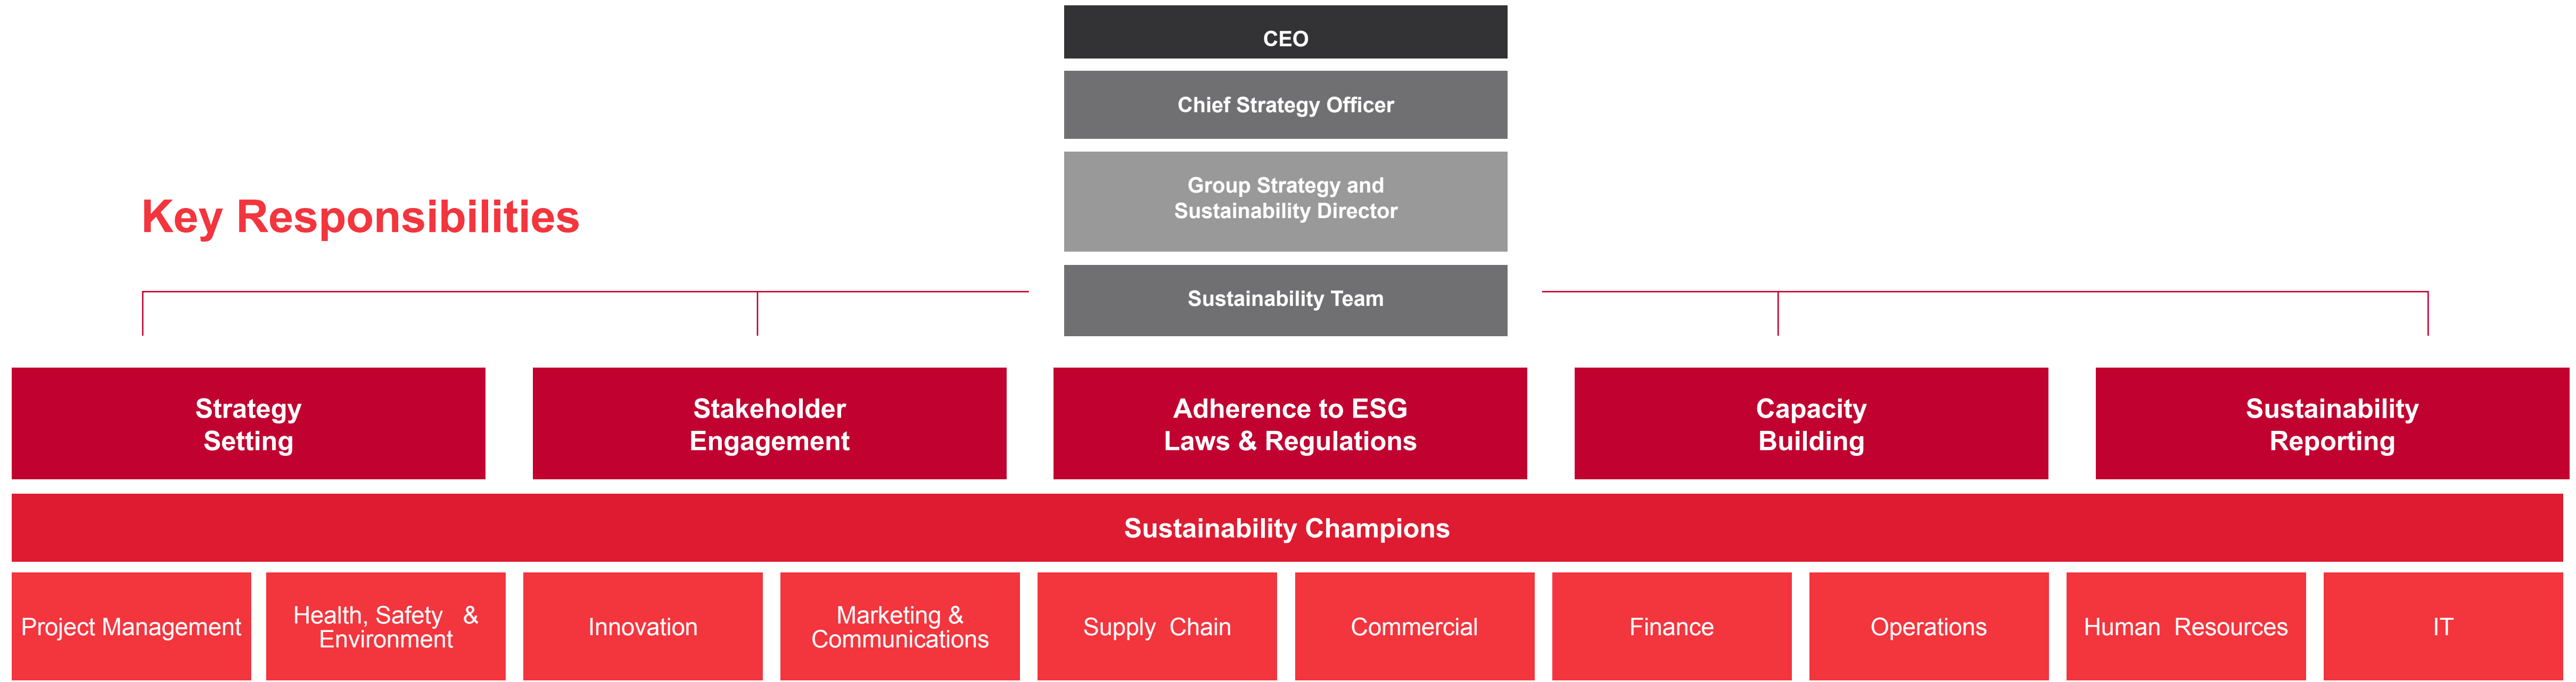 CEO
Chief Strategy Officer
Group Strategy and
Sustainability Director
Key Responsibilities
Sustainability Team
Strategy
Setting
Stakeholder
Engagement
Adherence to ESG
Laws & Regulations
Capacity
Building
Sustainability
Reporting
Sustainability Champions
Project Management
Health, Safety &
Environment
Innovation
Marketing &
Communications
Supply Chain
Commercial
Finance
Operations
Human Resources
IT